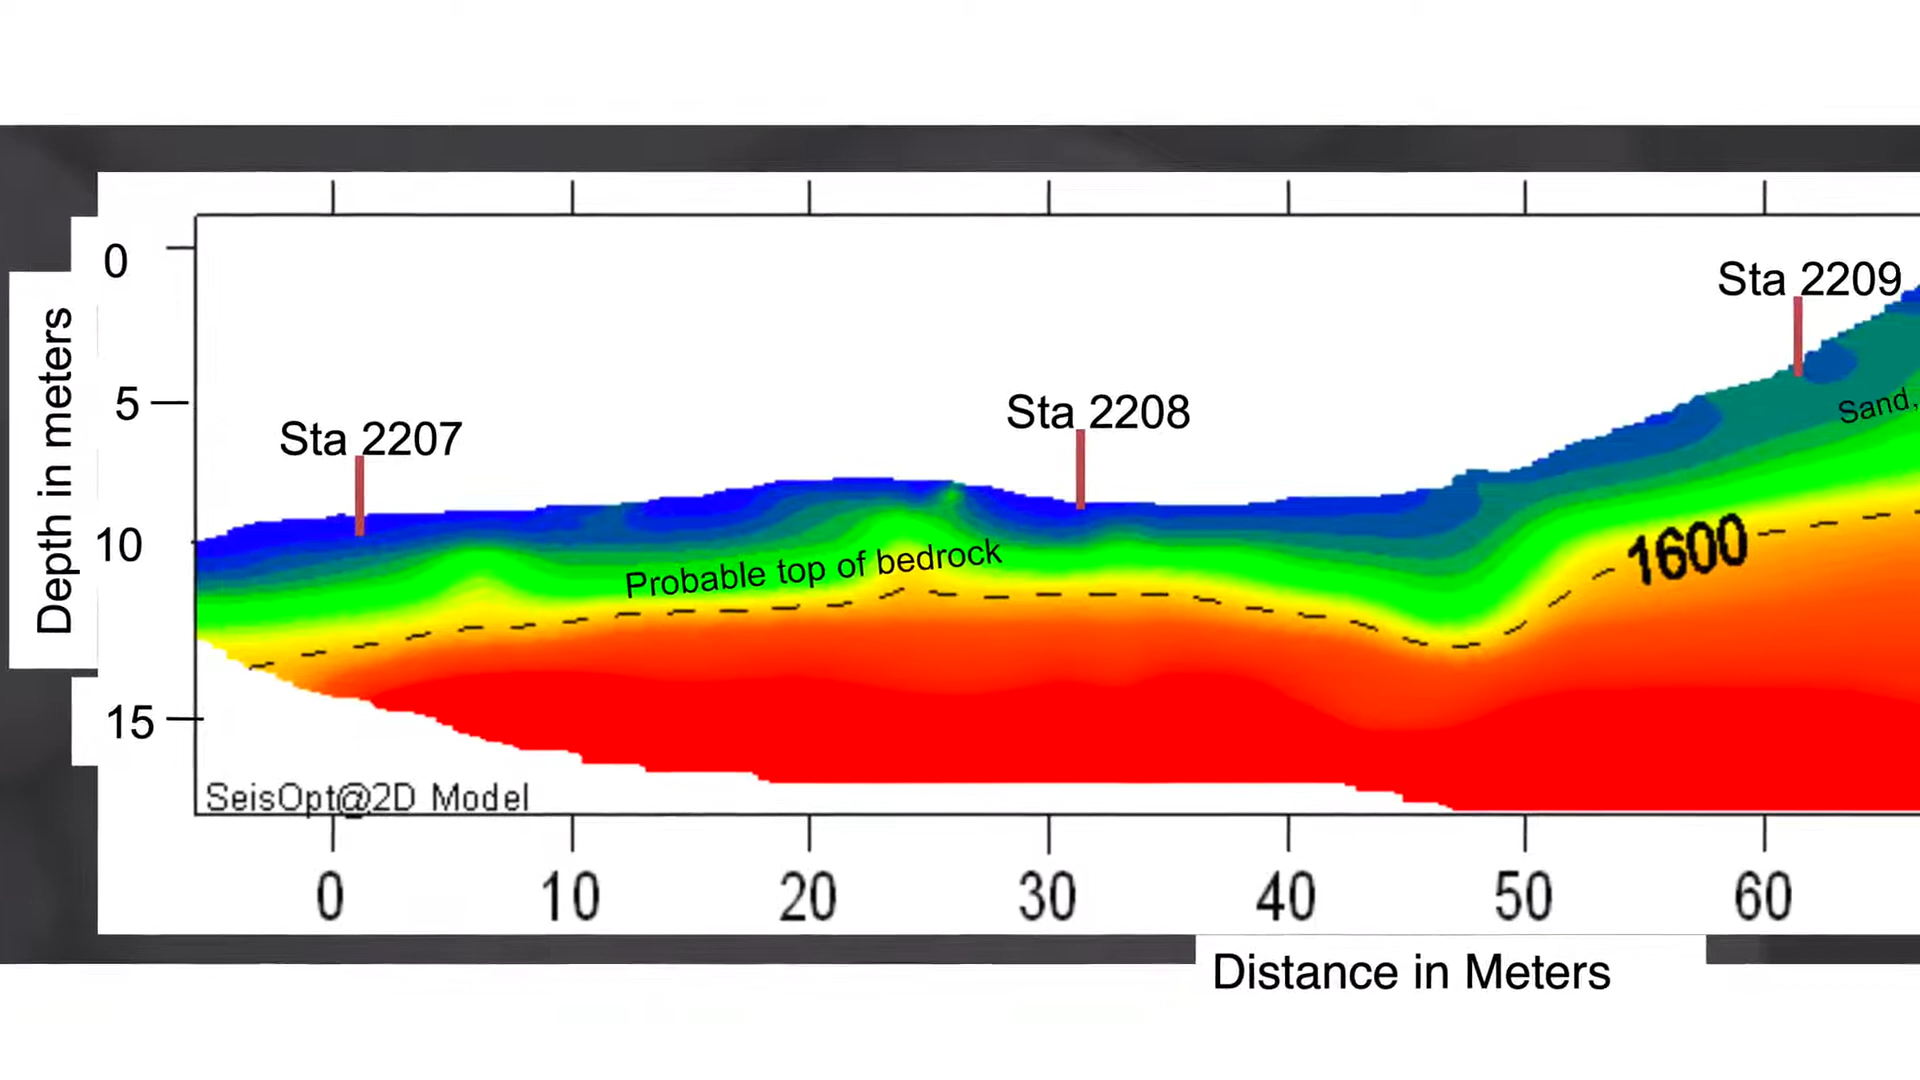 0
Sta 2209
Depth in meters
5
Sand,
Sta 2208
Sta 2207
10
1600
Probable top of bedrock
15
SeisOpt@2D Model
0 10 20 30 40 50 60
Distance in Meters